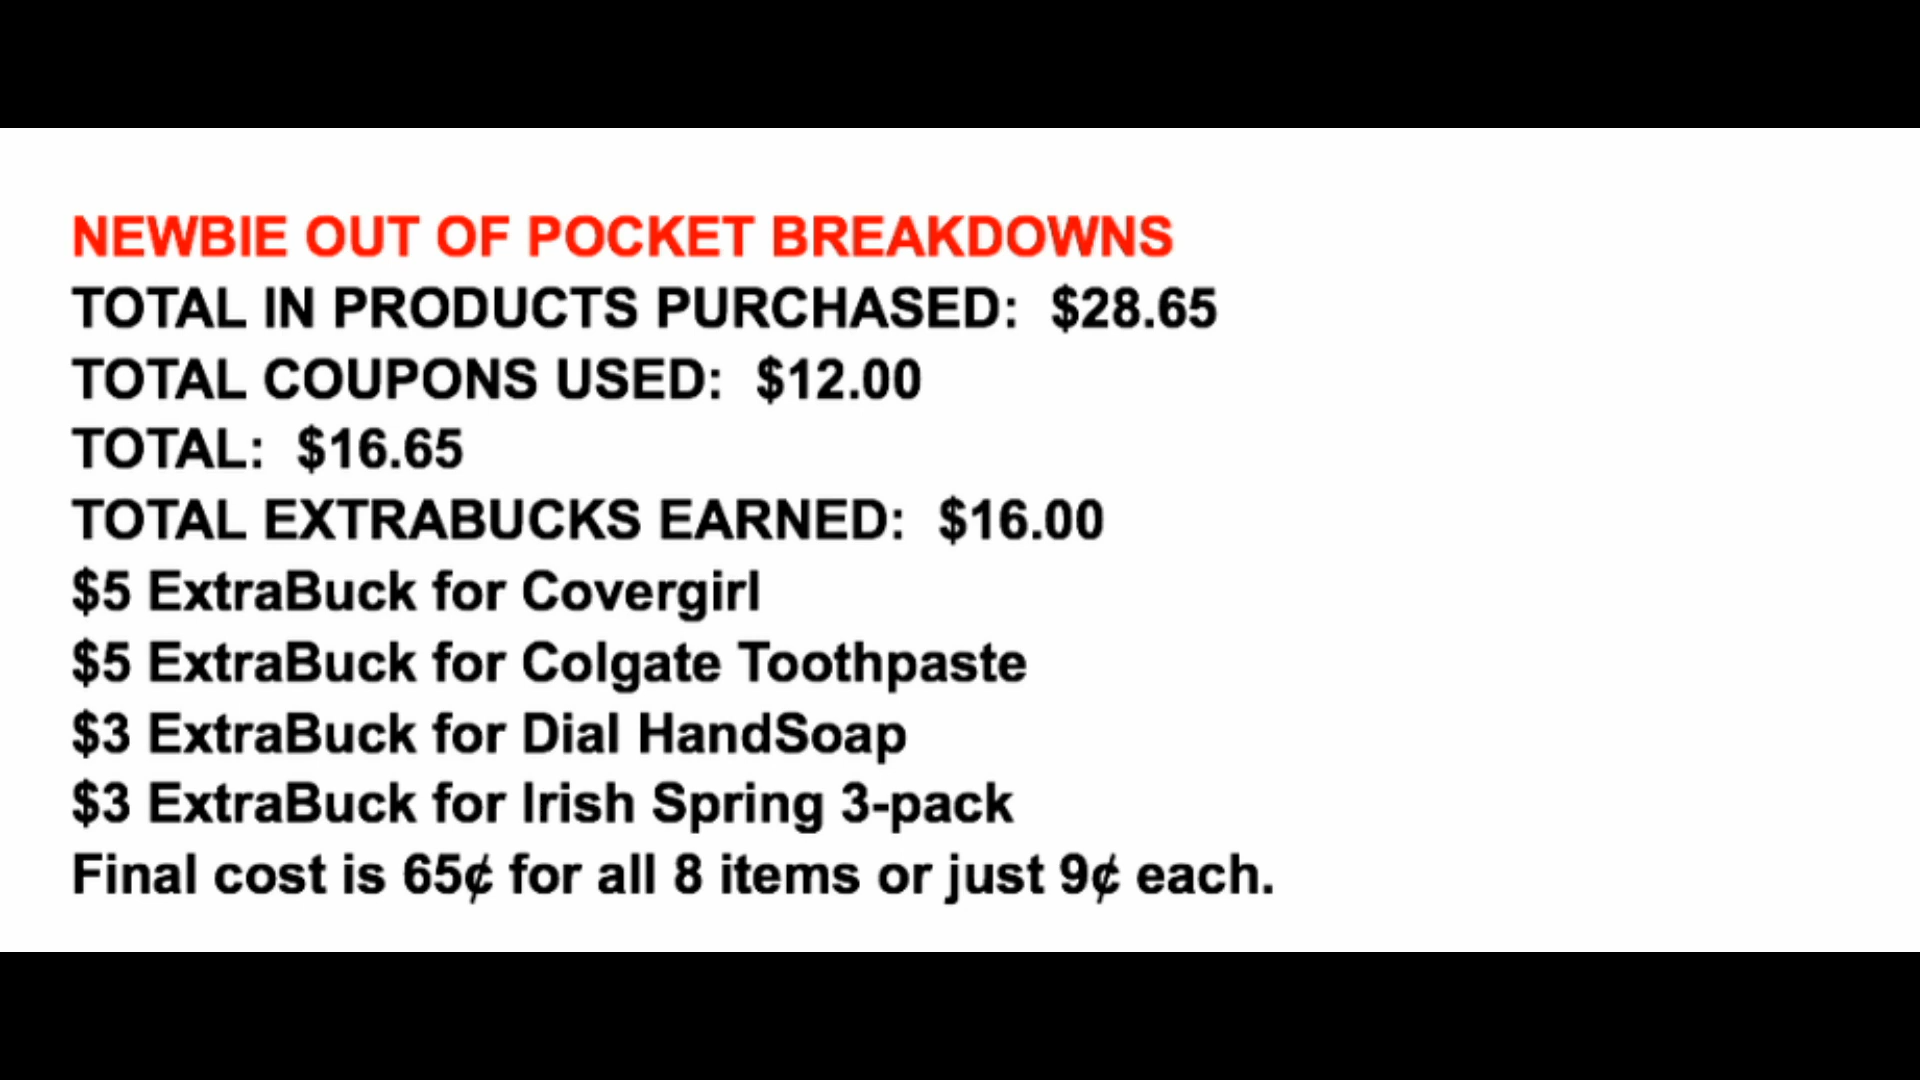 NEWBIE OUT OF POCKET BREAKDOWNS
TOTAL IN PRODUCTS PURCHASED:  $28.65
TOTAL COUPONS USED:  $12.00
TOTAL:  $16.65
TOTAL EXTRABUCKS EARNED:  $16.00
$5 ExtraBuck for Covergirl
$5 ExtraBuck for Colgate Toothpaste
$3 ExtraBuck for Dial HandSoap
$3 ExtraBuck for Irish Spring 3-pack
Final cost is 65¢ for all 8 items or just 9¢ each.